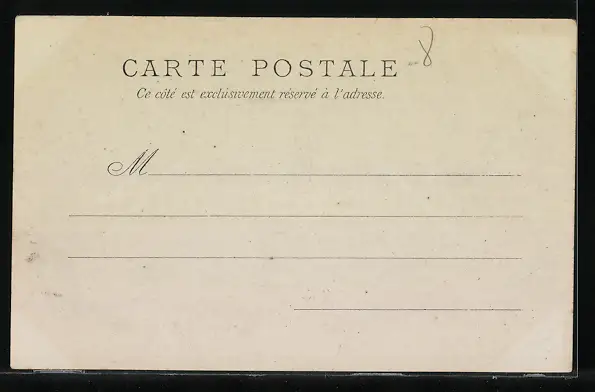 CARTE POSTALE
8
Ce côté est exclusivement réservé à l'adresse.
M